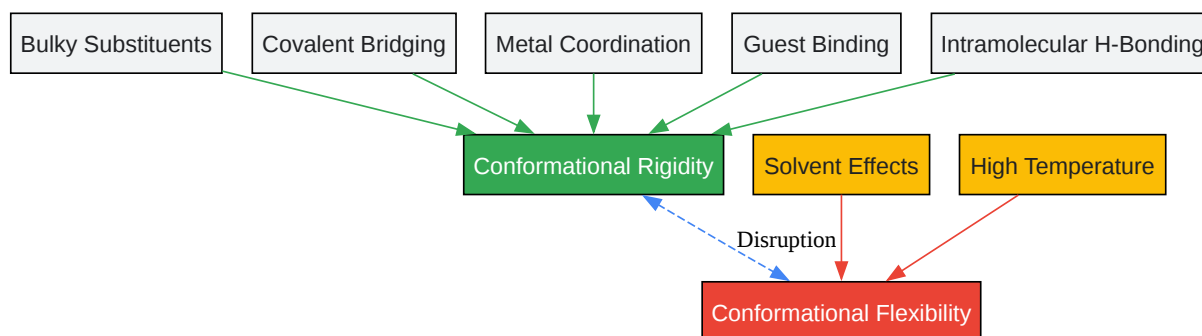 Bulky Substituents
Covalent Bridging
Metal Coordination
Guest Binding
Intramolecular H-Bonding
Conformational Rigidity
Solvent Effects
High Temperature
Disruption
Conformational Flexibility